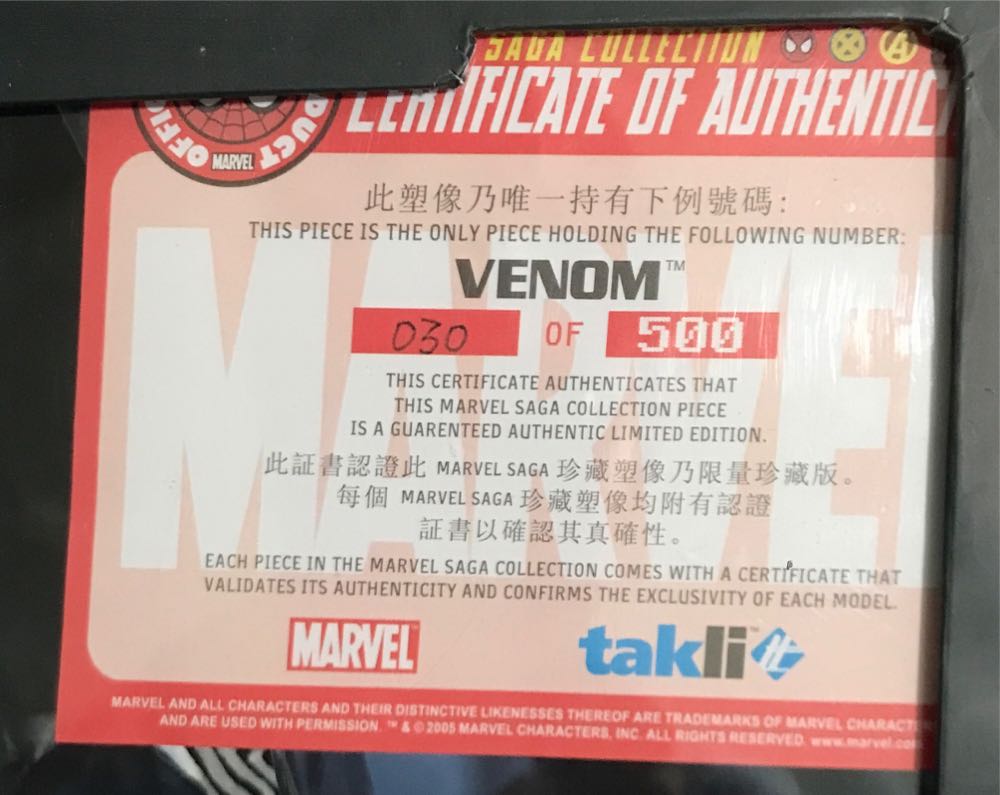 SAGA COLLECTION
CERTIFICATE OF AUTHENTIC
MARVEL
此塑像乃唯一持有下例號碼:
THIS PIECE IS THE ONLY PIECE HOLDING THE FOLLOWING NUMBER:
VENOM™
030 OF 500
THIS CERTIFICATE AUTHENTICATES THAT
THIS MARVEL SAGA COLLECTION PIECE
IS A GUARENTEED AUTHENTIC LIMITED EDITION.
此証書認證此 MARVEL SAGA 珍藏塑像乃限量珍藏版。
每個 MARVEL SAGA 珍藏塑像均附有認證
証書以確認其真確性。
EACH PIECE IN THE MARVEL SAGA COLLECTION COMES WITH A CERTIFICATE THAT
VALIDATES ITS AUTHENTICITY AND CONFIRMS THE EXCLUSIVITY OF EACH MODEL.
MARVEL takli
MARVEL AND ALL CHARACTERS AND THEIR DISTINCTIVE LIKENESSES THEREOF ARE TRADEMARKS OF MARVEL CHARACTER
AND ARE USED WITH PERMISSION. ™ & © 2005 MARVEL CHARACTERS, INC. ALL RIGHTS RESERVED. www.marvel.com